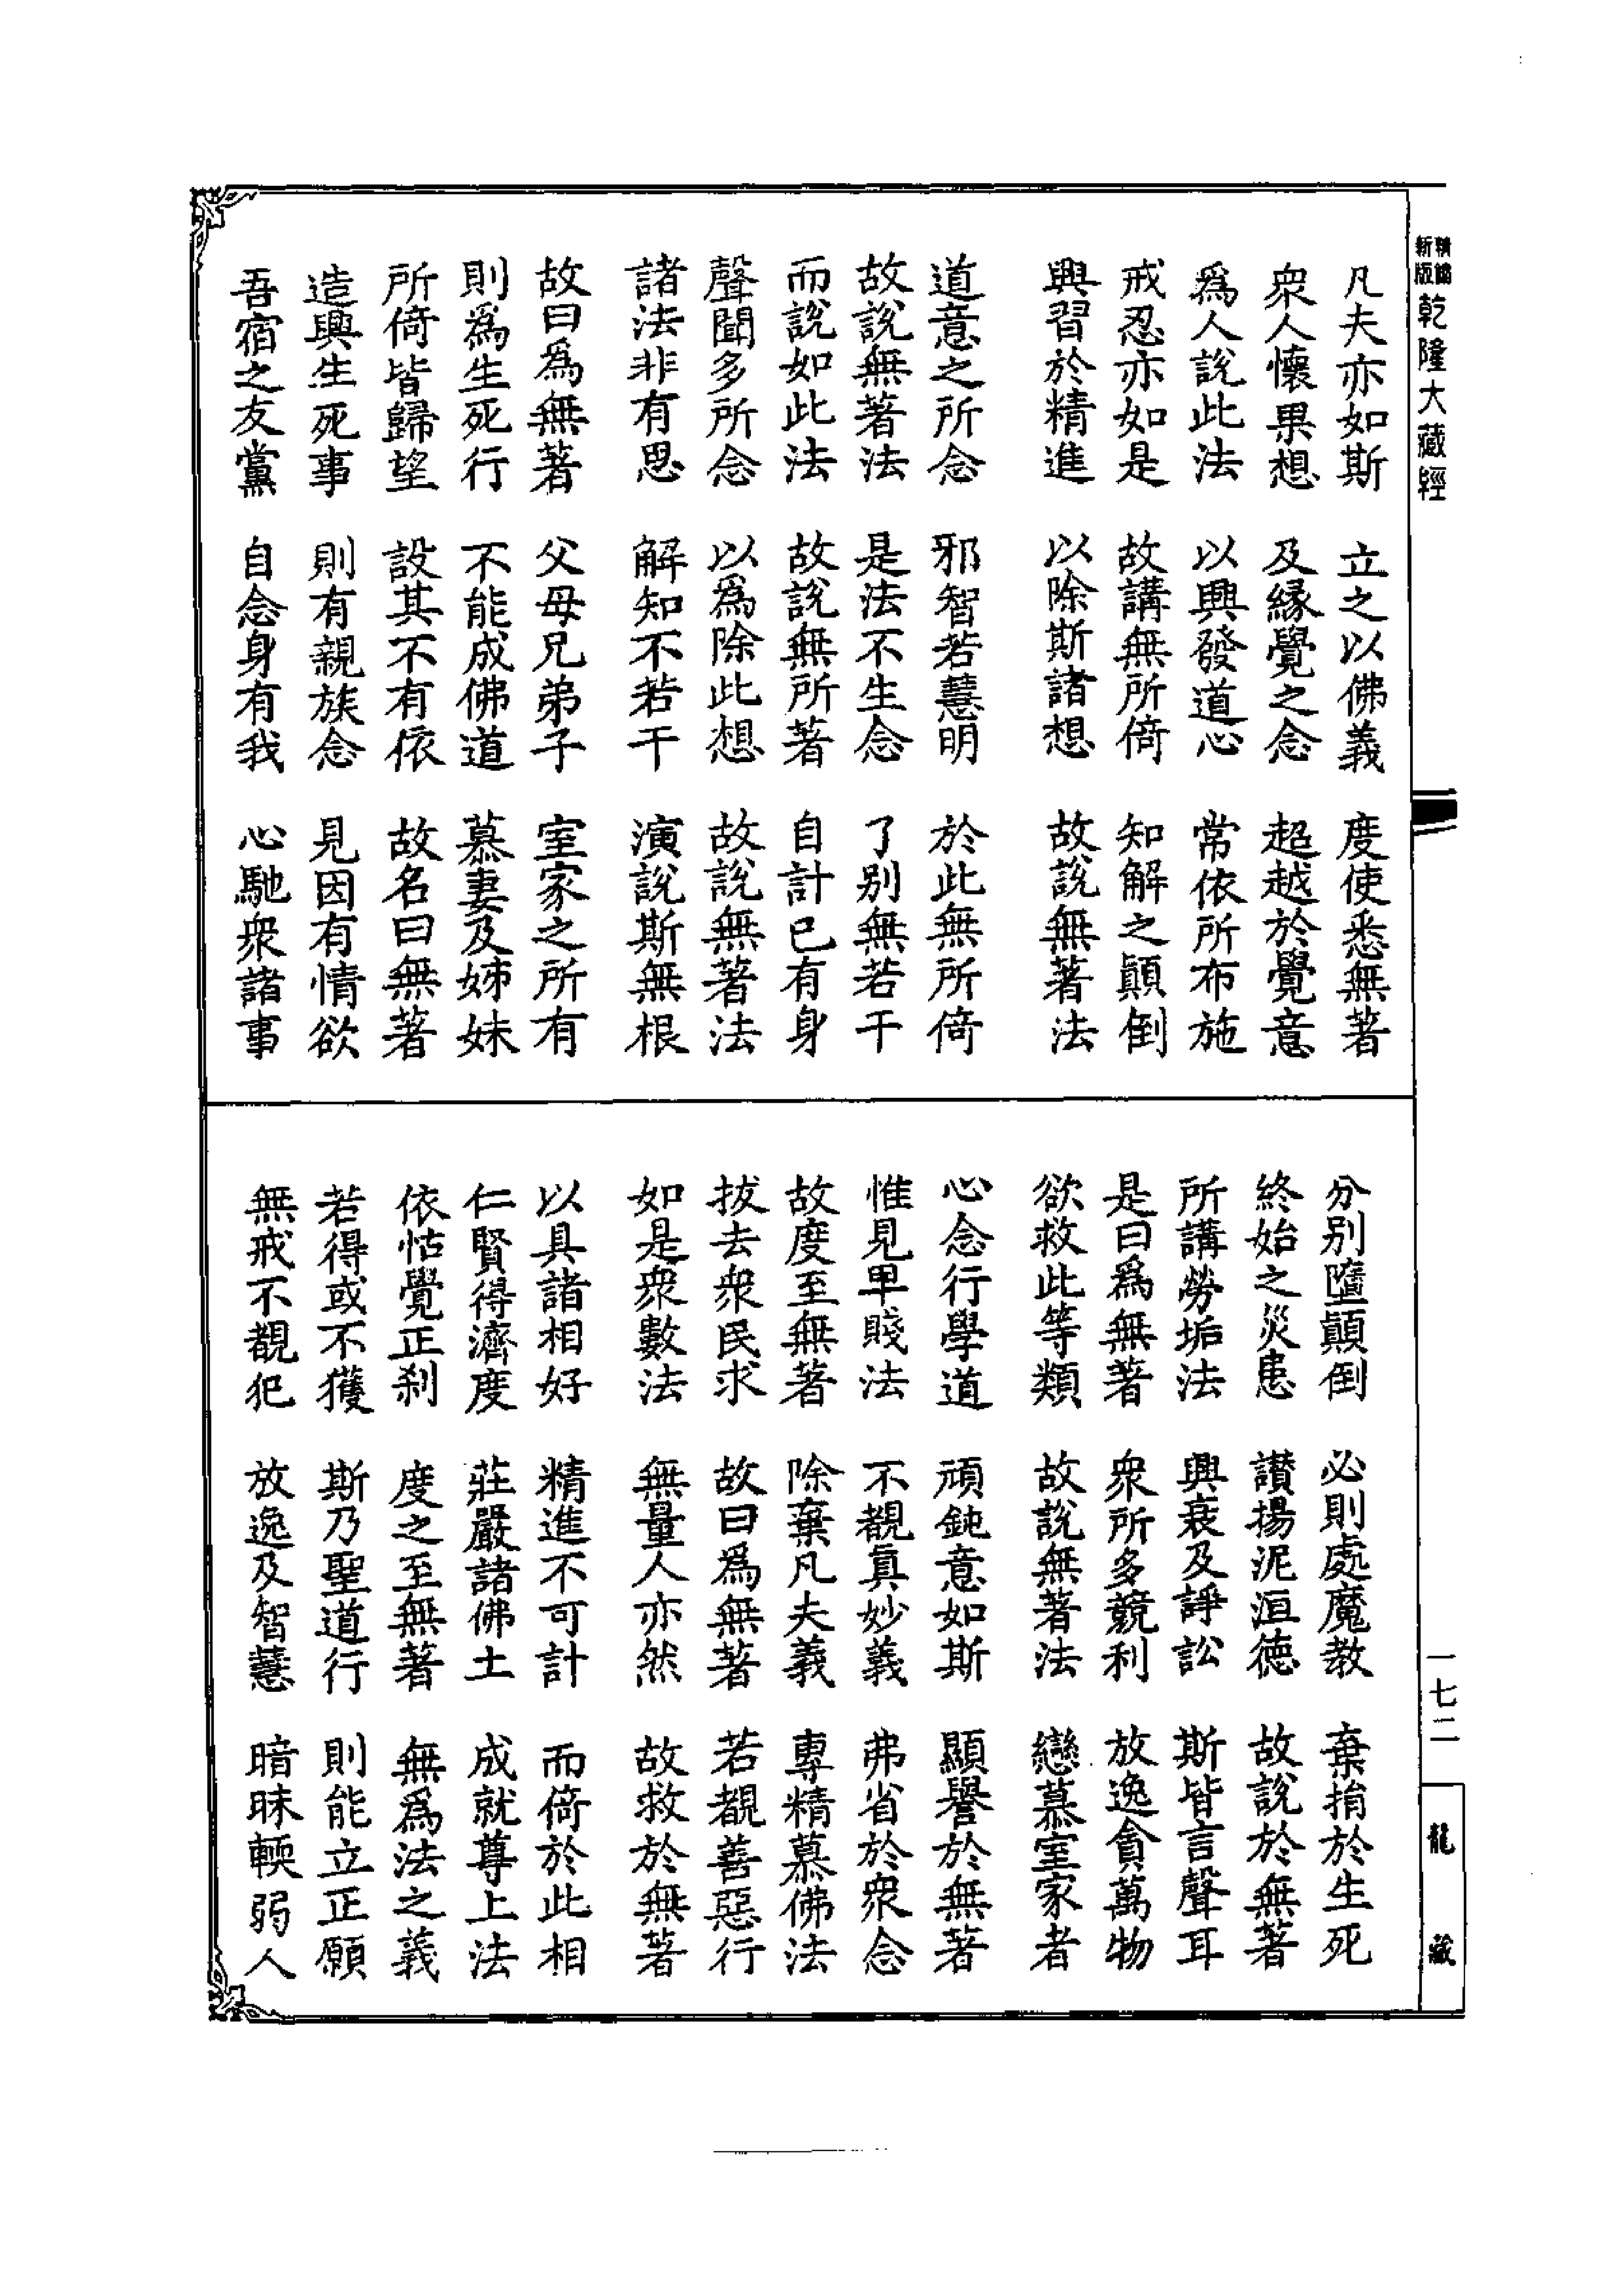 精鐫
新版
乾隆大藏經
凡夫亦如斯　立之以佛義　度使悉無著
衆人懷果想　及緣覺之念　超越於覺意
爲人說此法　以興發道心　常依所布施
戒忍亦如是　故講無所倚　知解之顚倒
興習於精進　以除斯諸想　故說無著法
道意之所念　邪智若慧明　於此無所倚
故說無著法　是法不生念　了别無若干
而說如此法　故說無所著　自計已有身
聲聞多所念　以爲除此想　故說無著法
諸法非有思　解知不若干　演說斯無根
故曰爲無著　父母兄弟子　室家之所有
則爲生死行　不能成佛道　慕妻及姊妹
所倚皆歸望　設其不有依　故名曰無著
造興生死事　則有親族念　見因有情欲
吾宿之友黨　自念身有我　心馳衆諸事
分别墮顚倒　必則處魔教　棄捐於生死
終始之災患　讃揚泥洹德　故說於無著
所講勞垢法　興衰及諍訟　斯皆言聲耳
是曰爲無著　衆所多競利　放逸貪萬物
欲救此等類　故說無著法　戀慕室家者
心念行學道　頑鈍意如斯　顯譽於無著
惟見早賤法　不覩眞妙義　弗省於衆念
故度至無著　除棄凡夫義　專精慕佛法
拔去衆民求　故曰爲無著　若覩善惡行
如是衆數法　無量人亦然　故救於無著
以具諸相好　精進不可計　而倚於此相
仁賢得濟度　莊嚴諸佛土　成就尊上法
依怙覺正刹　度之至無著　無爲法之義
若得或不獲　斯乃聖道行　則能立正願
無戒不覩犯　放逸及智慧　暗昧輭弱人
一七二
龍藏